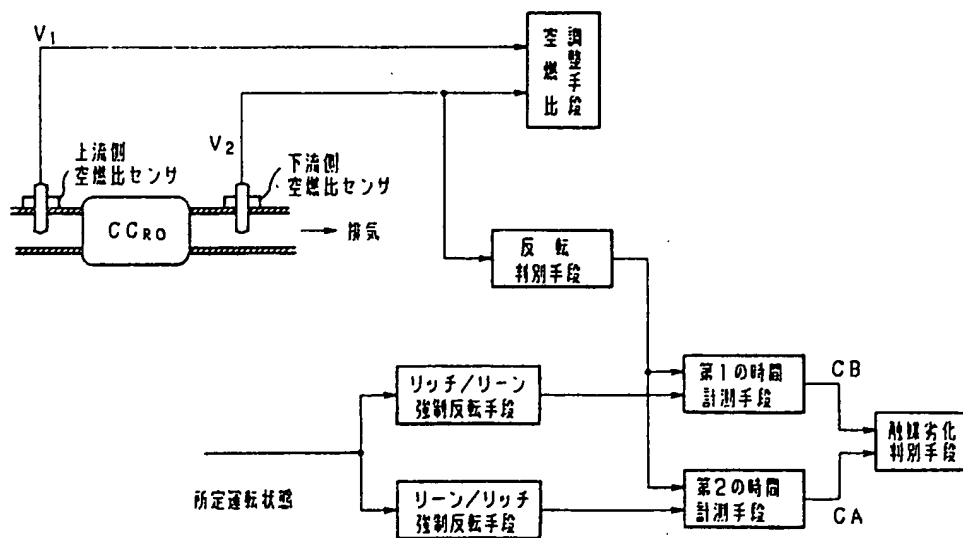 V1
空燃比
調整手段
V2
上流側
空燃比センサ
下流側
空燃比センサ
CCRO
排気
反転
判別手段
リッチ/リーン
強制反転手段
第1の時間
計測手段
CB
触媒劣化
判別手段
所定運転状態
リーン/リッチ
強制反転手段
第2の時間
計測手段
CA